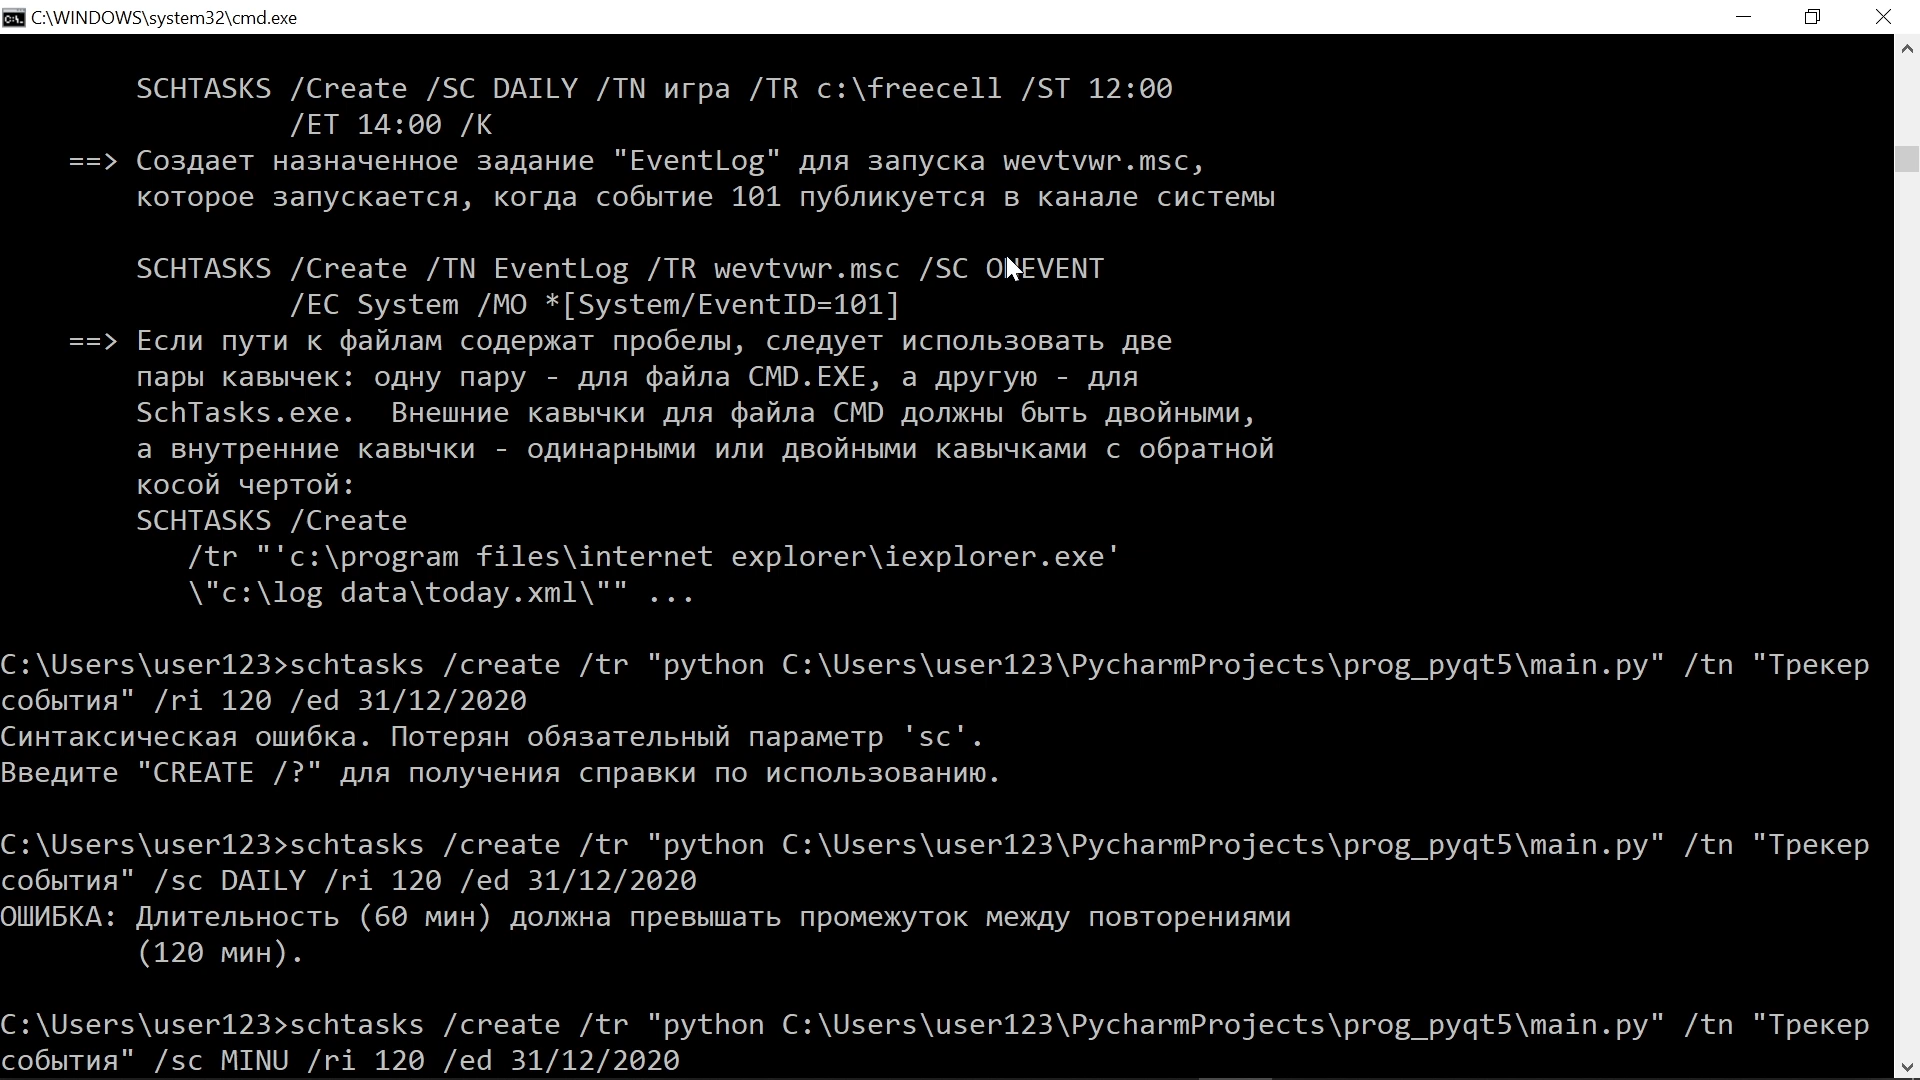 C:\WINDOWS\system32\cmd.exe
SCHTASKS /Create /SC DAILY /TN игра /TR c:\freecell /ST 12:00
/ET 14:00 /K
==> Создает назначенное задание "EventLog" для запуска wevtvwr.msc,
которое запускается, когда событие 101 публикуется в канале системы
SCHTASKS /Create /TN EventLog /TR wevtvwr.msc /SC ONEVENT
/EC System /MO *[System/EventID=101]
==> Если пути к файлам содержат пробелы, следует использовать две
пары кавычек: одну пару - для файла CMD.EXE, а другую - для
SchTasks.exe.  Внешние кавычки для файла CMD должны быть двойными,
а внутренние кавычки - одинарными или двойными кавычками с обратной
косой чертой:
SCHTASKS /Create
/tr "'c:\program files\internet explorer\iexplorer.exe'
\"c:\log data\today.xml\"" ...
C:\Users\user123>schtasks /create /tr "python C:\Users\user123\PycharmProjects\prog_pyqt5\main.py" /tn "Трекер
события" /ri 120 /ed 31/12/2020
Синтаксическая ошибка. Потерян обязательный параметр 'sc'.
Введите "CREATE /?" для получения справки по использованию.
C:\Users\user123>schtasks /create /tr "python C:\Users\user123\PycharmProjects\prog_pyqt5\main.py" /tn "Трекер
события" /sc DAILY /ri 120 /ed 31/12/2020
ОШИБКА: Длительность (60 мин) должна превышать промежуток между повторениями
(120 мин).
C:\Users\user123>schtasks /create /tr "python C:\Users\user123\PycharmProjects\prog_pyqt5\main.py" /tn "Трекер
события" /sc MINU /ri 120 /ed 31/12/2020